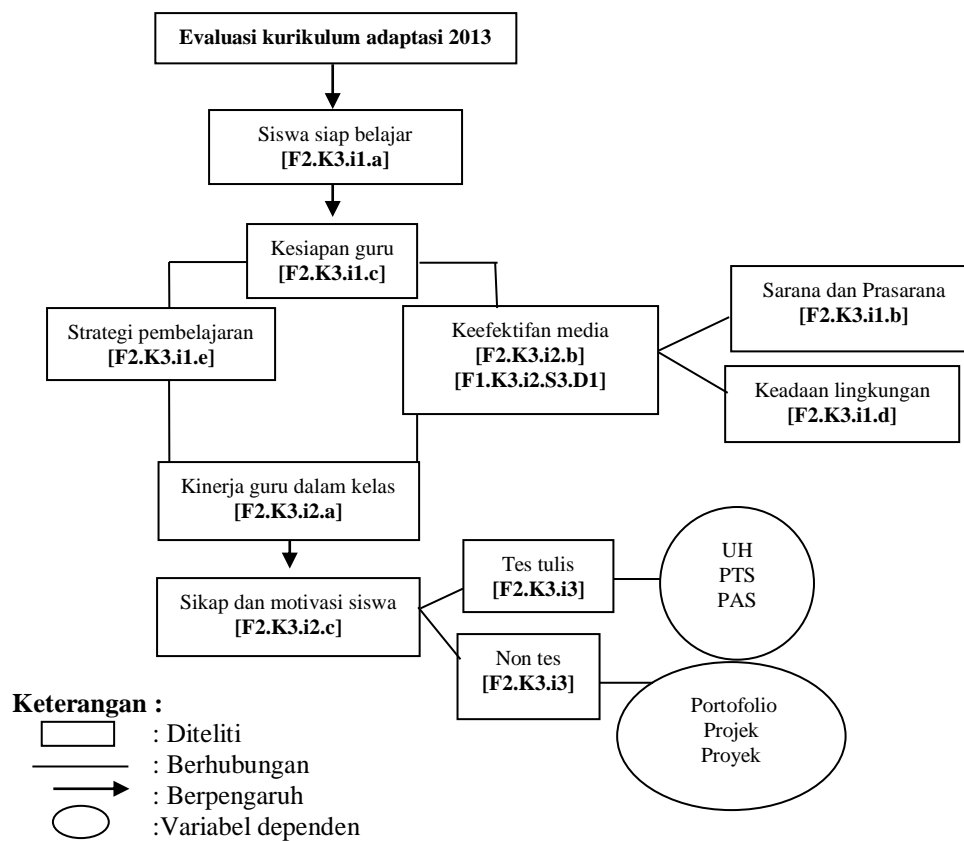 Evaluasi kurikulum adaptasi 2013
Siswa siap belajar
[F2.K3.i1.a]
Kesiapan guru
[F2.K3.i1.c]
Strategi pembelajaran
[F2.K3.i1.e]
Keefektifan media
[F2.K3.i2.b]
[F1.K3.i2.S3.D1]
Sarana dan Prasarana
[F2.K3.i1.b]
Keadaan lingkungan
[F2.K3.i1.d]
Kinerja guru dalam kelas
[F2.K3.i2.a]
Sikap dan motivasi siswa
[F2.K3.i2.c]
Tes tulis
[F2.K3.i3]
UH
PTS
PAS
Non tes
[F2.K3.i3]
Portofolio
Projek
Proyek
Keterangan :
: Diteliti
: Berhubungan
: Berpengaruh
:Variabel dependen